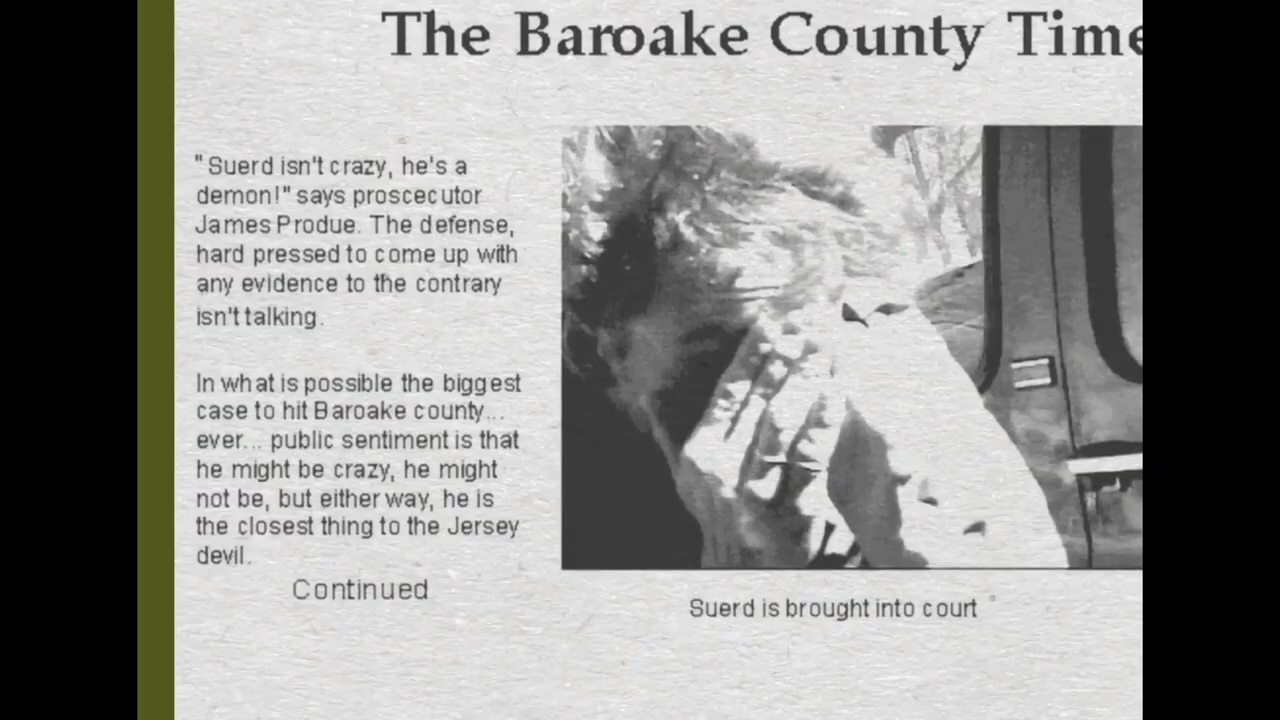 The Baroake County Time
"Suerd isn't crazy, he's a
demon!" says proscecutor
James Produe. The defense,
hard pressed to come up with
any evidence to the contrary
isn't talking.
In what is possible the biggest
case to hit Baroake county...
ever... public sentiment is that
he might be crazy, he might
not be, but either way, he is
the closest thing to the Jersey
devil.
Continued
Suerd is brought into court